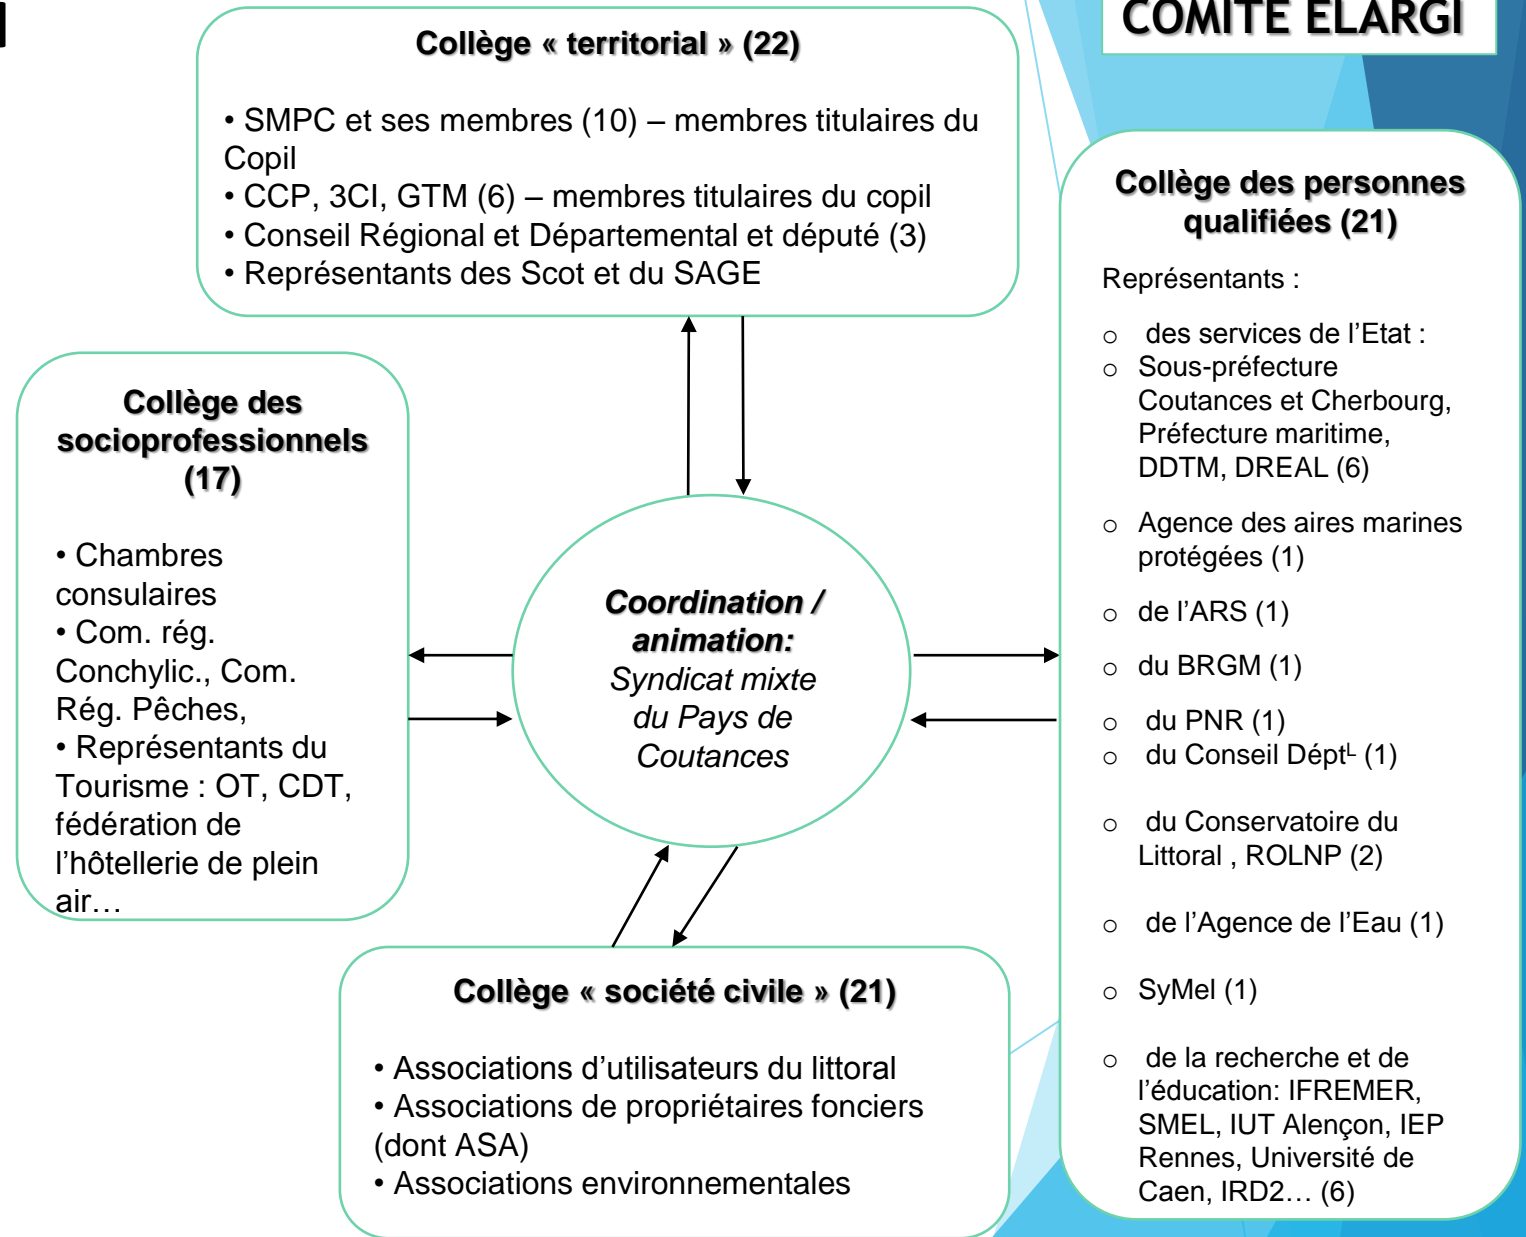 COMITE ELARGI
Collège « territorial » (22)
• SMPC et ses membres (10) – membres titulaires du
Copil
• CCP, 3CI, GTM (6) – membres titulaires du copil
• Conseil Régional et Départemental et député (3)
• Représentants des Scot et du SAGE
Collège des
socioprofessionnels
(17)
• Chambres
consulaires
• Com. rég.
Conchylic., Com.
Rég. Pêches,
• Représentants du
Tourisme : OT, CDT,
fédération de
l’hôtellerie de plein
air…
Coordination /
animation:
Syndicat mixte
du Pays de
Coutances
Collège des personnes
qualifiées (21)
Représentants :
o des services de l’Etat :
o Sous-préfecture
Coutances et Cherbourg,
Préfecture maritime,
DDTM, DREAL (6)
o Agence des aires marines
protégées (1)
o de l’ARS (1)
o du BRGM (1)
o du PNR (1)
o du Conseil Déptᴸ (1)
o du Conservatoire du
Littoral , ROLNP (2)
o de l’Agence de l’Eau (1)
o SyMel (1)
o de la recherche et de
l’éducation: IFREMER,
SMEL, IUT Alençon, IEP
Rennes, Université de
Caen, IRD2… (6)
Collège « société civile » (21)
• Associations d’utilisateurs du littoral
• Associations de propriétaires fonciers
(dont ASA)
• Associations environnementales